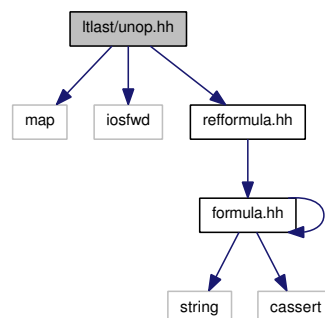 ltlast/unop.hh
map
iosfwd
refformula.hh
formula.hh
string
cassert